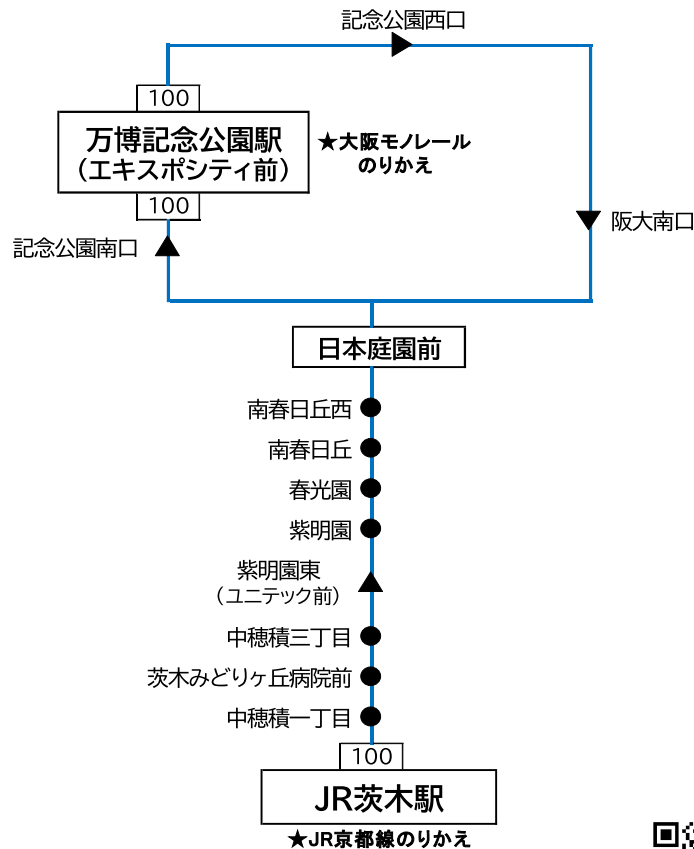 記念公園西口
100
万博記念公園駅
(エキスポシティ前)
★大阪モノレール
のりかえ
100
阪大南口
記念公園南口
日本庭園前
南春日丘西
南春日丘
春光園
紫明園
紫明園東
(ユニテック前)
中穂積三丁目
茨木みどりヶ丘病院前
中穂積一丁目
100
JR茨木駅
★JR京都線のりかえ